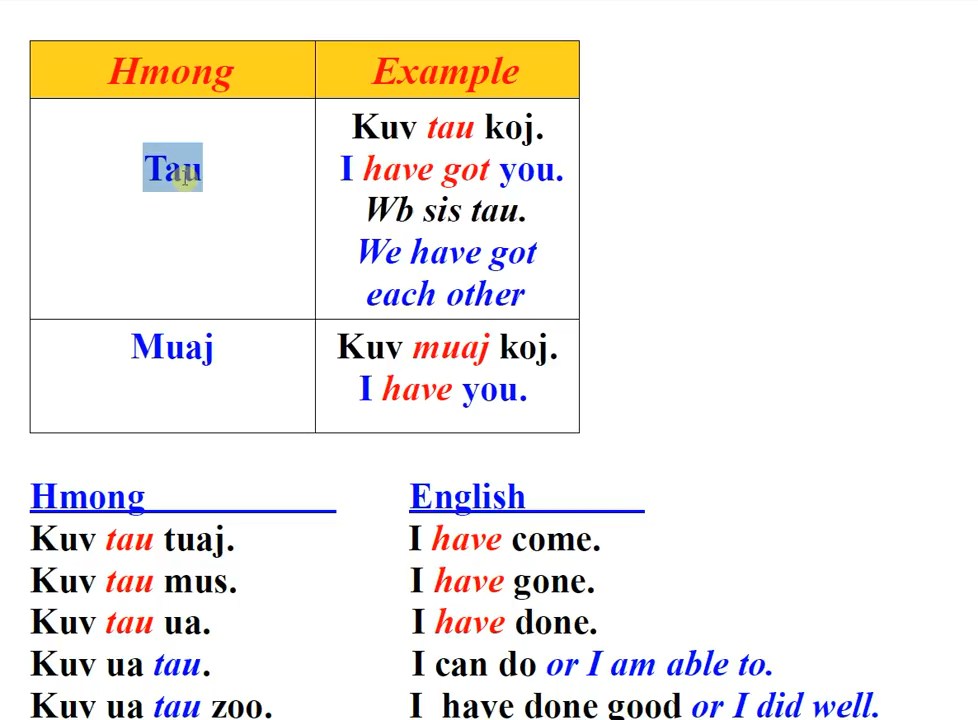 Hmong Example
Tau
Kuv tau koj.
I have got you.
Wb sis tau.
We have got
each other
Muaj
Kuv muaj koj.
I have you.
Hmong English
Kuv tau tuaj. I have come.
Kuv tau mus. I have gone.
Kuv tau ua. I have done.
Kuv ua tau. I can do or I am able to.
Kuv ua tau zoo. I have done good or I did well.